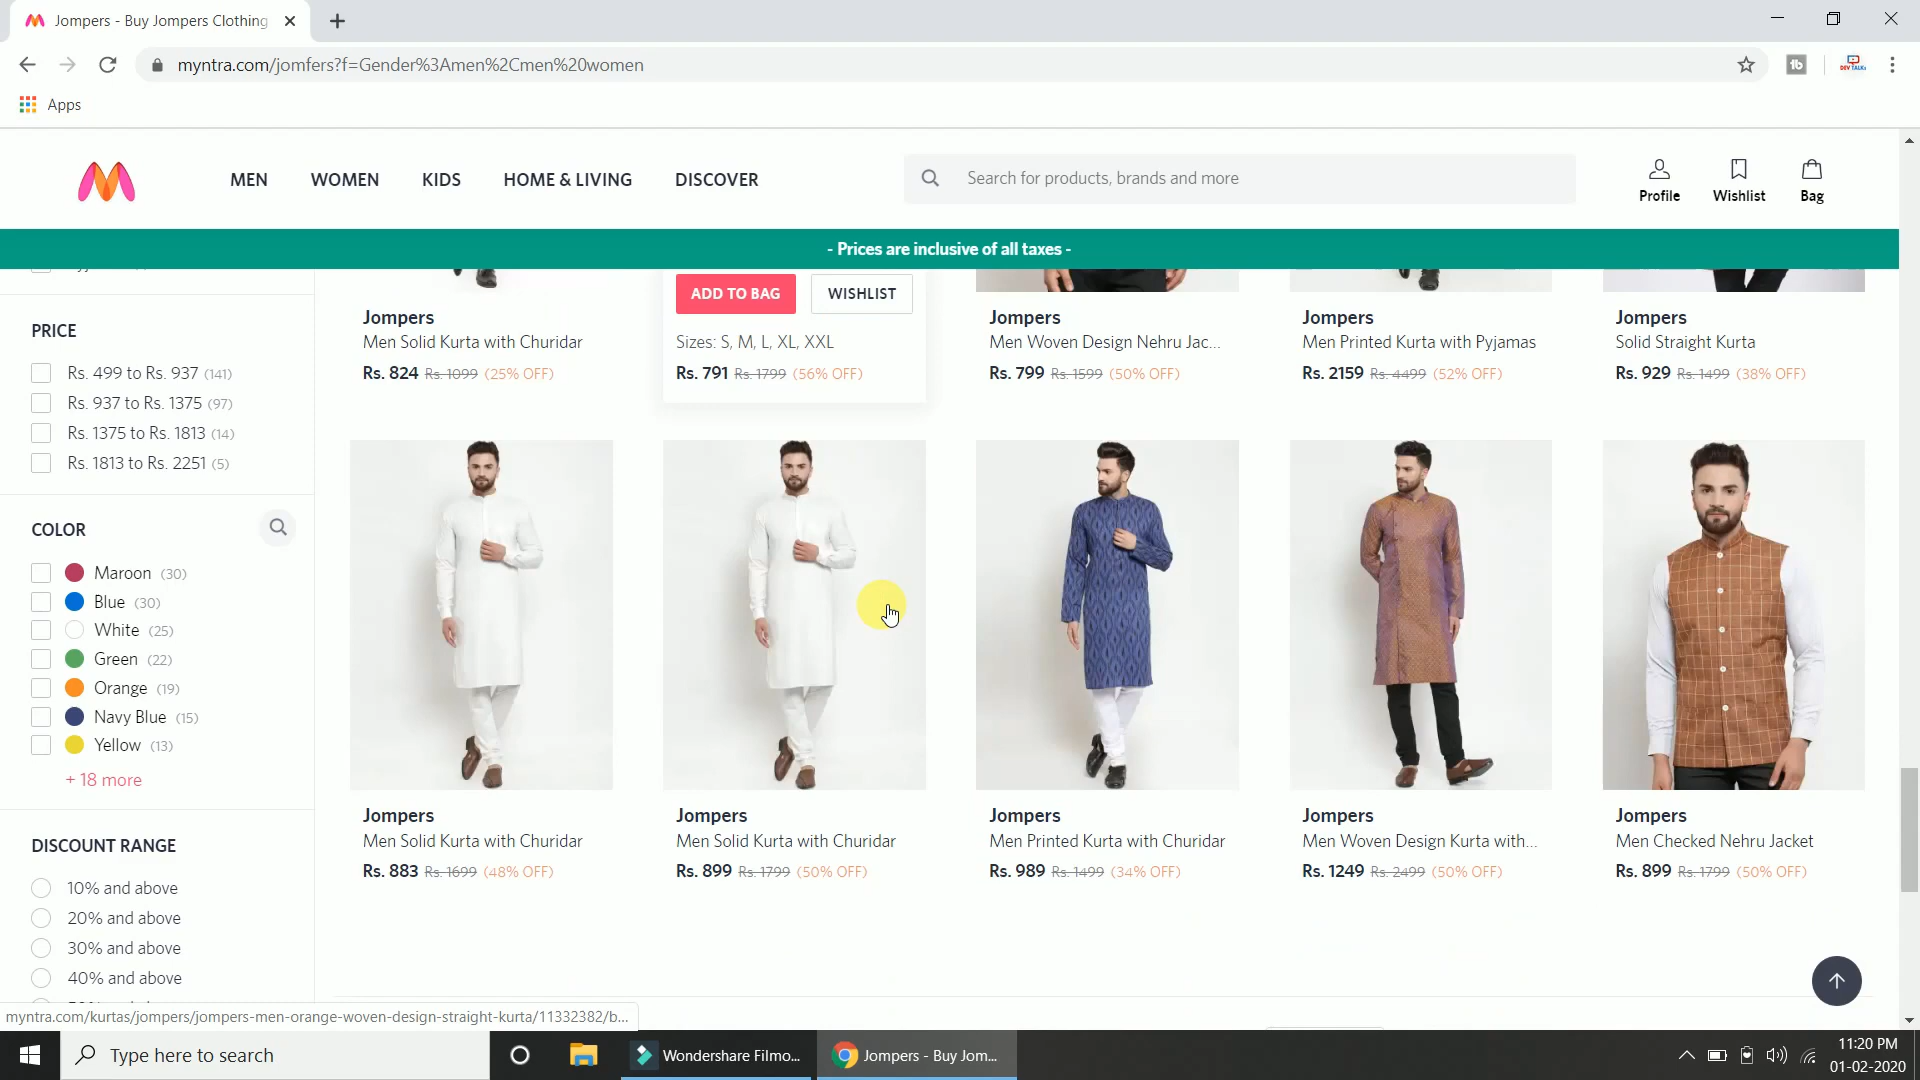 Jompers - Buy Jompers Clothing
myntra.com/jomfers?f=Gender%3Amen%2Cmen%20women
Apps
MEN WOMEN KIDS HOME & LIVING DISCOVER
Search for products, brands and more
Profile Wishlist Bag
- Prices are inclusive of all taxes -
PRICE
Rs. 499 to Rs. 937 (141)
Rs. 937 to Rs. 1375 (97)
Rs. 1375 to Rs. 1813 (14)
Rs. 1813 to Rs. 2251 (5)
COLOR
Maroon (30)
Blue (30)
White (25)
Green (22)
Orange (19)
Navy Blue (15)
Yellow (13)
+ 18 more
DISCOUNT RANGE
10% and above
20% and above
30% and above
40% and above
Jompers
Men Solid Kurta with Churidar
Rs. 824 Rs. 1099 (25% OFF)
ADD TO BAG WISHLIST
Sizes: S, M, L, XL, XXL
Rs. 791 Rs. 1799 (56% OFF)
Jompers
Men Woven Design Nehru Jac...
Rs. 799 Rs. 1599 (50% OFF)
Jompers
Men Printed Kurta with Pyjamas
Rs. 2159 Rs. 4499 (52% OFF)
Jompers
Solid Straight Kurta
Rs. 929 Rs. 1499 (38% OFF)
Jompers
Men Solid Kurta with Churidar
Rs. 883 Rs. 1699 (48% OFF)
Jompers
Men Solid Kurta with Churidar
Rs. 899 Rs. 1799 (50% OFF)
Jompers
Men Printed Kurta with Churidar
Rs. 989 Rs. 1499 (34% OFF)
Jompers
Men Woven Design Kurta with...
Rs. 1249 Rs. 2499 (50% OFF)
Jompers
Men Checked Nehru Jacket
Rs. 899 Rs. 1799 (50% OFF)
myntra.com/kurtas/jompers/jompers-men-orange-woven-design-straight-kurta/11332382/b...
Type here to search
Wondershare Filmo...
Jompers - Buy Jom...
11:20 PM
01-02-2020